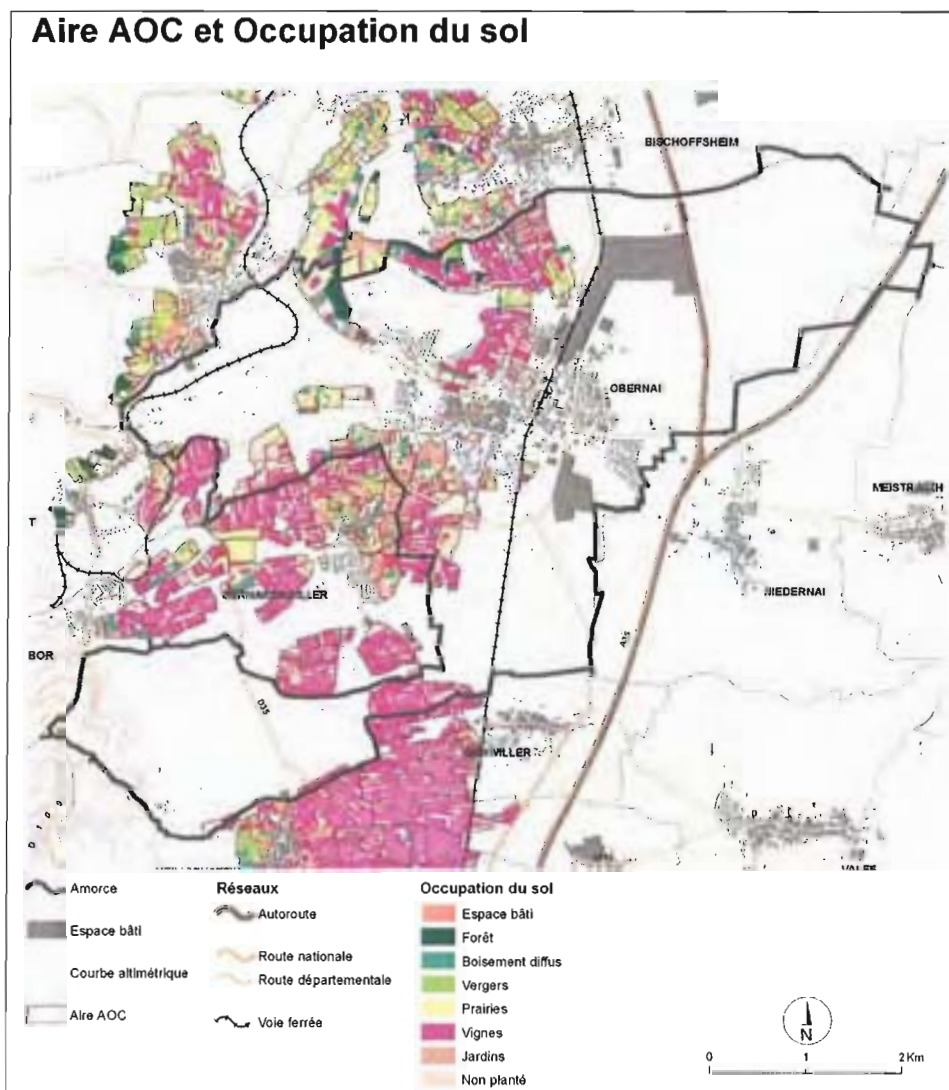 Aire AOC et Occupation du sol
BISCHOFFSHEIM
OBERNAI
MEISTR
T
NIEDERNAI
BOR
A35
D35
VILLER
D109
Amorce
Espace bâti
Courbe altimétrique
Aire AOC
Réseaux
Autoroute
Route nationale
Route départementale
Voie ferrée
Occupation du sol
Espace bâti
Forêt
Boisement diffus
Vergers
Prairies
Vignes
Jardins
Non planté
N
0 1 2 Km